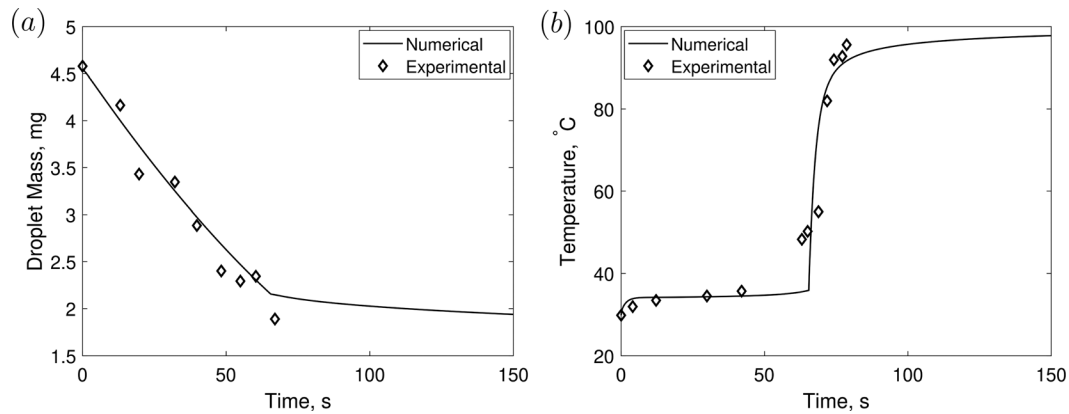 (a)
Numerical
Experimental
5
4.5
4
3.5
3
2.5
2
1.5
0
50
100
150
Droplet Mass, mg
Time, s
(b)
Numerical
Experimental
100
80
60
40
20
0
50
100
150
Temperature, °C
Time, s